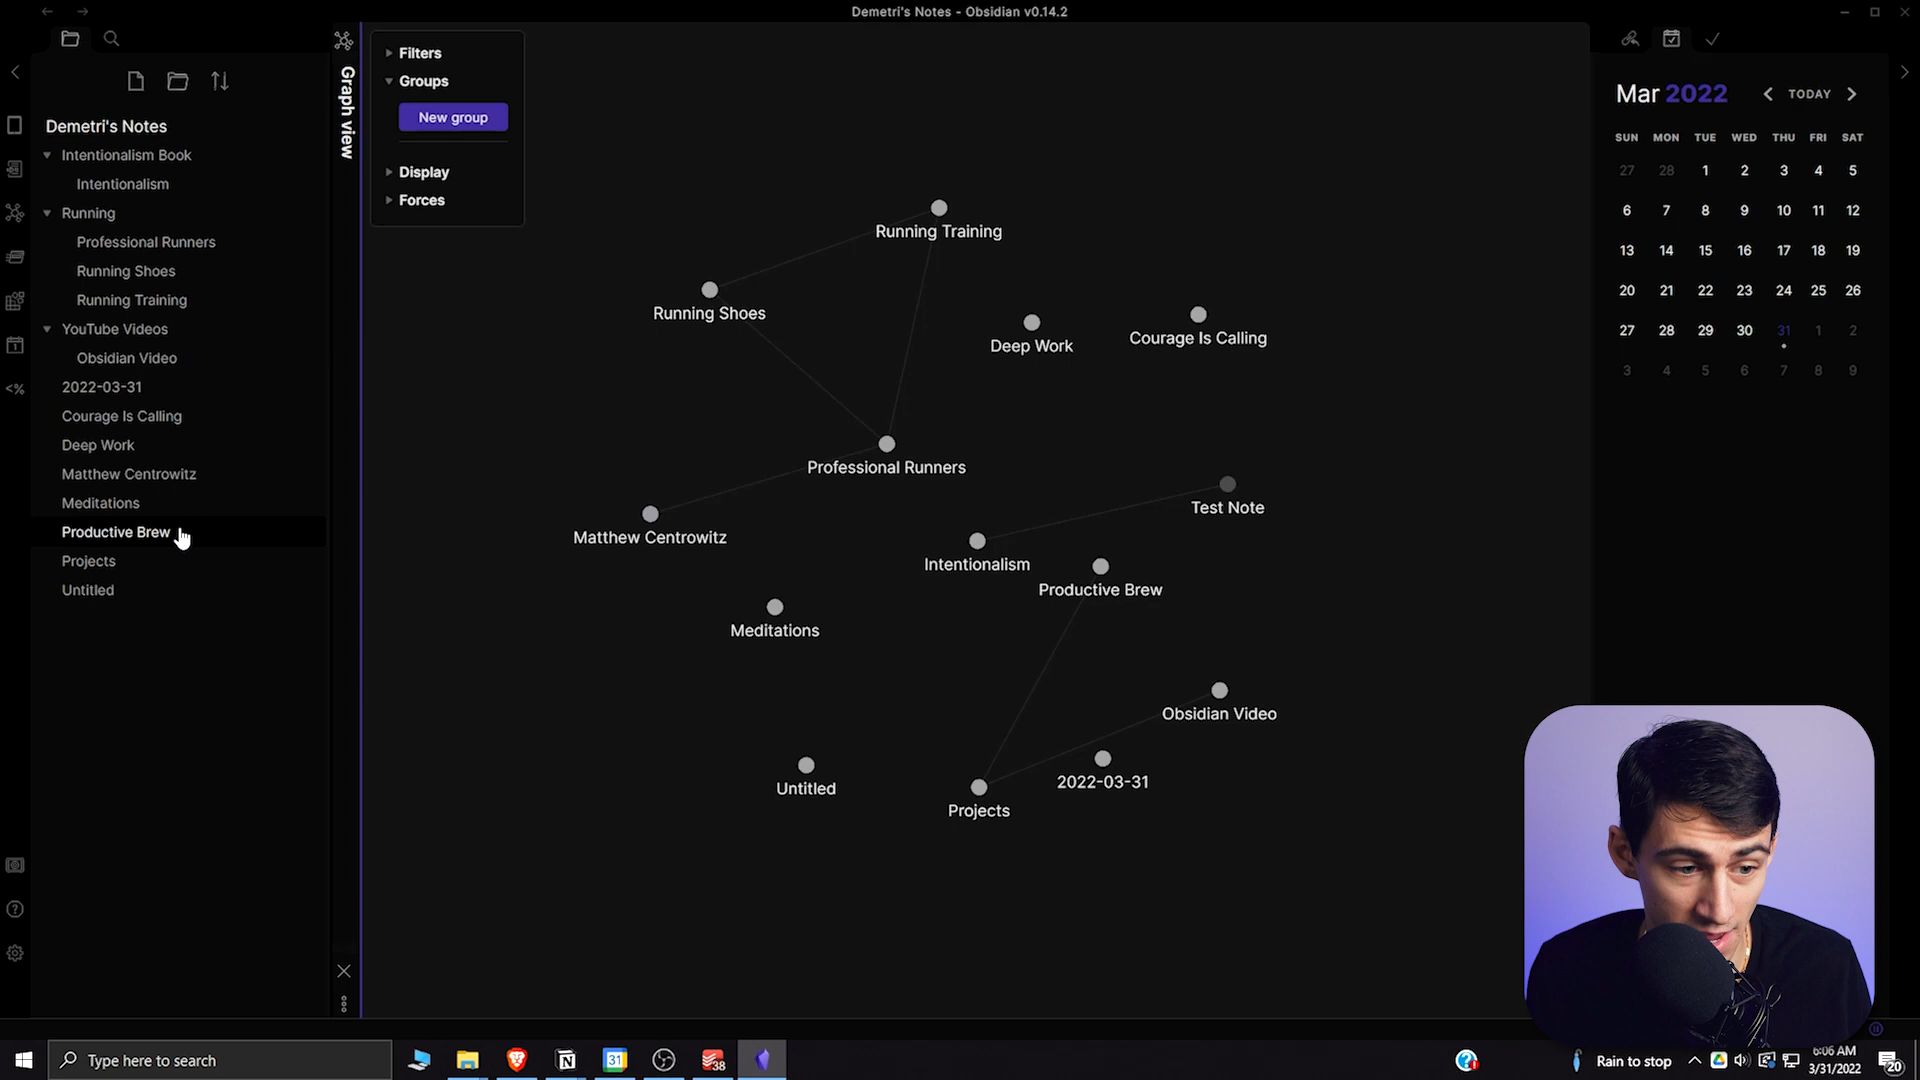 Demetri's Notes - Obsidian v0.14.2
Demetri's Notes
Intentionalism Book
Intentionalism
Running
Professional Runners
Running Shoes
Running Training
YouTube Videos
Obsidian Video
2022-03-31
Courage Is Calling
Deep Work
Matthew Centrowitz
Meditations
Productive Brew
Projects
Untitled
Graph view
Filters
Groups
New group
Display
Forces
Running Training
Running Shoes
Deep Work
Courage Is Calling
Professional Runners
Test Note
Matthew Centrowitz
Intentionalism
Productive Brew
Meditations
Obsidian Video
2022-03-31
Untitled
Projects
Mar 2022
TODAY
SUN MON TUE WED THU FRI SAT
27 28 1 2 3 4 5
6 7 8 9 10 11 12
13 14 15 16 17 18 19
20 21 22 23 24 25 26
27 28 29 30 31 1 2
3 4 5 6 7 8 9
Type here to search
31
38
Rain to stop
6:06 AM
3/31/2022
20